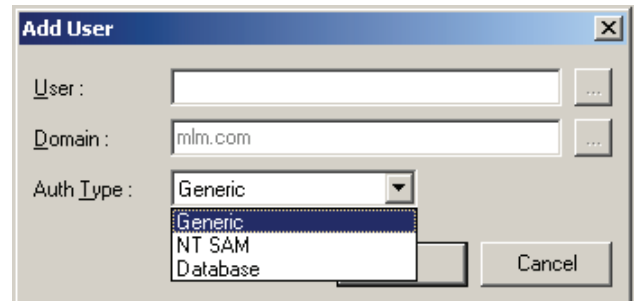 Add User
User :
...
Domain :
mlm.com
...
Auth Type :
Generic
Generic
NT SAM
Database
Cancel